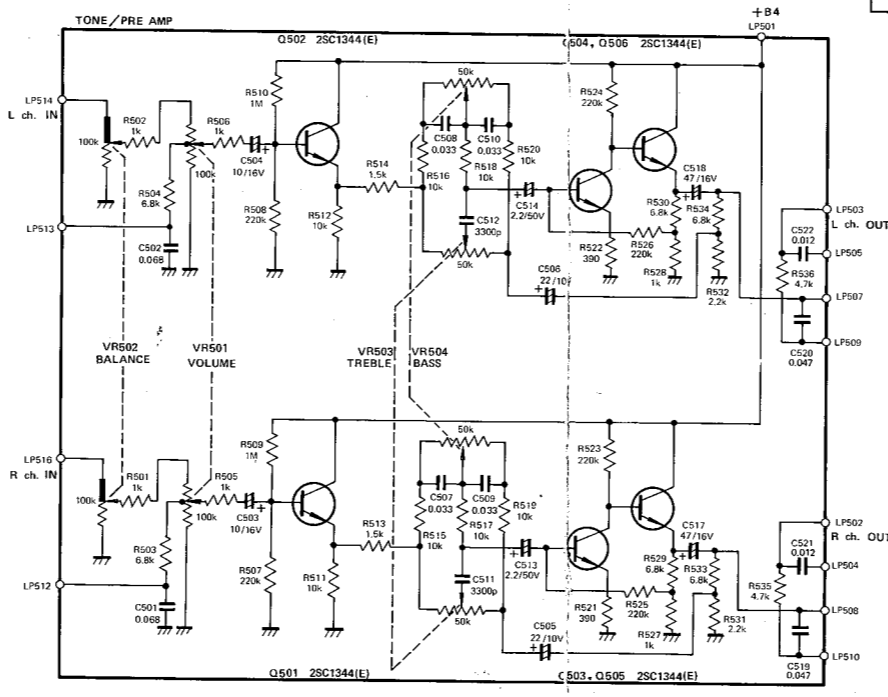 TONE/PRE AMP
+B4
LP501
Q502 2SC1344(E)
Q504, Q506 2SC1344(E)
LP514
L ch. IN
100k
R502
1k
R506
1k
100k
C504
10/16V
R504
6.8k
LP513
C502
0.068
R510
1M
R508
220k
R512
10k
R514
1.5k
50k
C508
0.033
C510
0.033
R516
10k
R518
10k
R520
10k
C512
3300p
50k
C514
2.2/50V
C506
22/10
R524
220k
R522
390
R526
220k
R530
6.8k
R528
1k
C518
47/16V
R534
6.8k
R532
2.2k
LP503
L ch. OUT
C522
0.012
LP505
R536
4.7k
LP507
C520
0.047
LP509
VR502
BALANCE
VR501
VOLUME
VR503
TREBLE
VR504
BASS
LP516
R ch. IN
100k
R501
1k
R505
1k
100k
C503
10/16V
R503
6.8k
LP512
C501
0.068
R509
1M
R507
220k
R511
10k
R513
1.5k
50k
C507
0.033
C509
0.033
R515
10k
R517
10k
R519
10k
C511
3300p
50k
C513
2.2/50V
C505
22/10V
R523
220k
R521
390
R525
220k
R529
6.8k
R527
1k
C517
47/16V
R533
6.8k
R531
2.2k
LP502
R ch. OUT
C521
0.012
LP504
R535
4.7k
LP508
C519
0.047
LP510
Q501 2SC1344(E)
Q503, Q505 2SC1344(E)